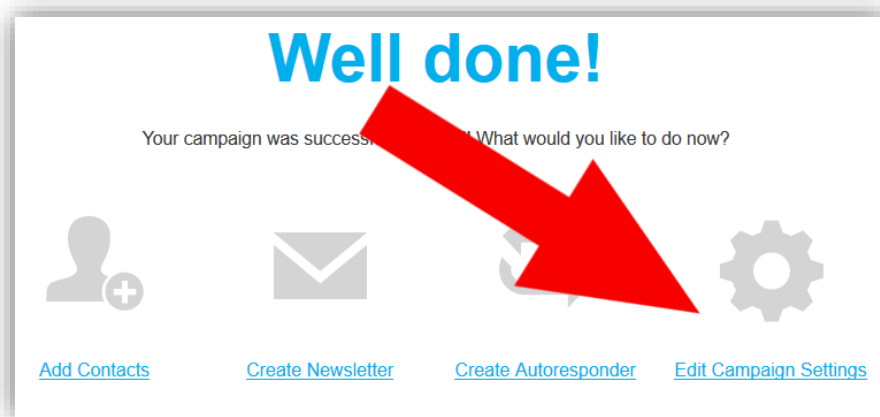 Well done!
Your campaign was success What would you like to do now?
Add Contacts
Create Newsletter
Create Autoresponder
Edit Campaign Settings